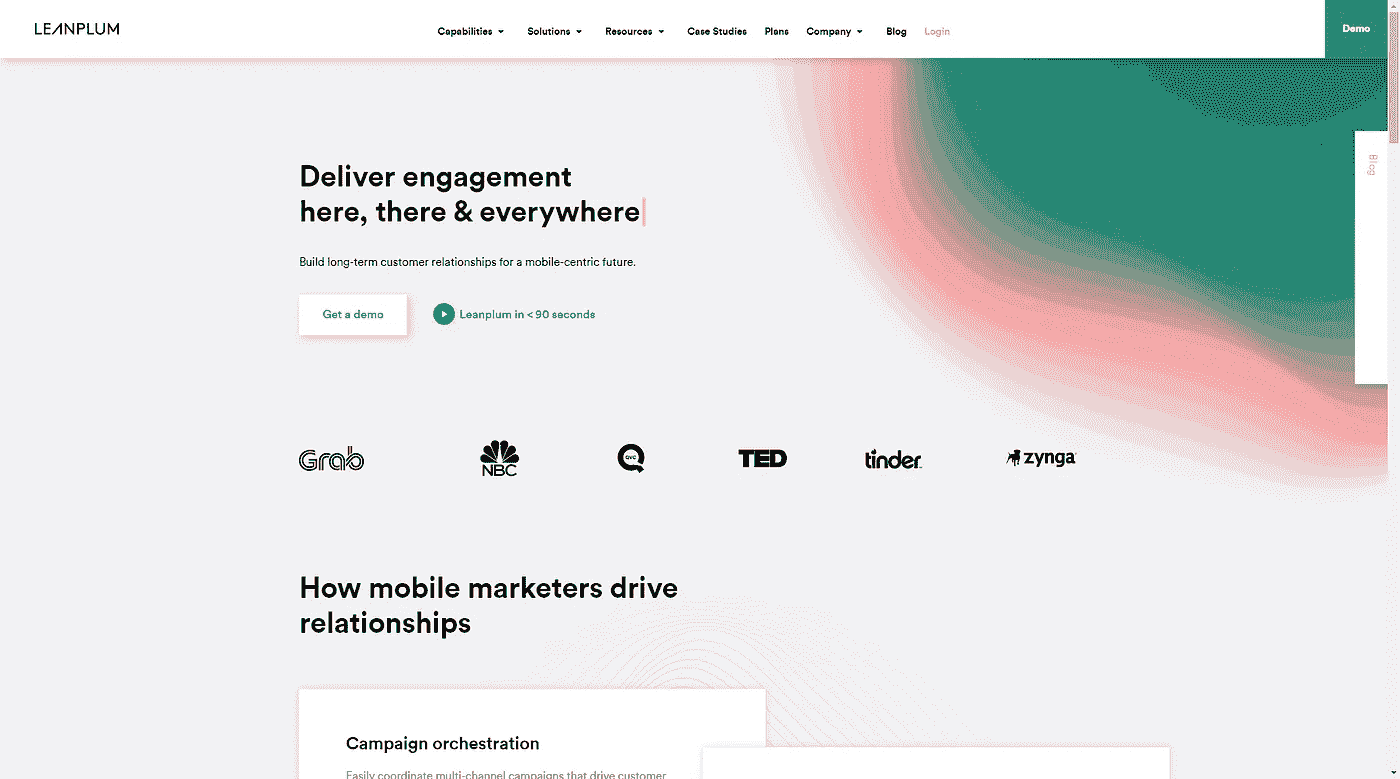 LEANPLUM
Capabilities
Solutions
Resources
Case Studies
Plans
Company
Blog
Login
Demo
Blog
Deliver engagement
here, there & everywhere
Build long-term customer relationships for a mobile-centric future.
Get a demo
Leanplum in < 90 seconds
Grab
NBC
QVC
TED
tinder
zynga
How mobile marketers drive
relationships
Campaign orchestration
Easily coordinate multi-channel campaigns that drive customer